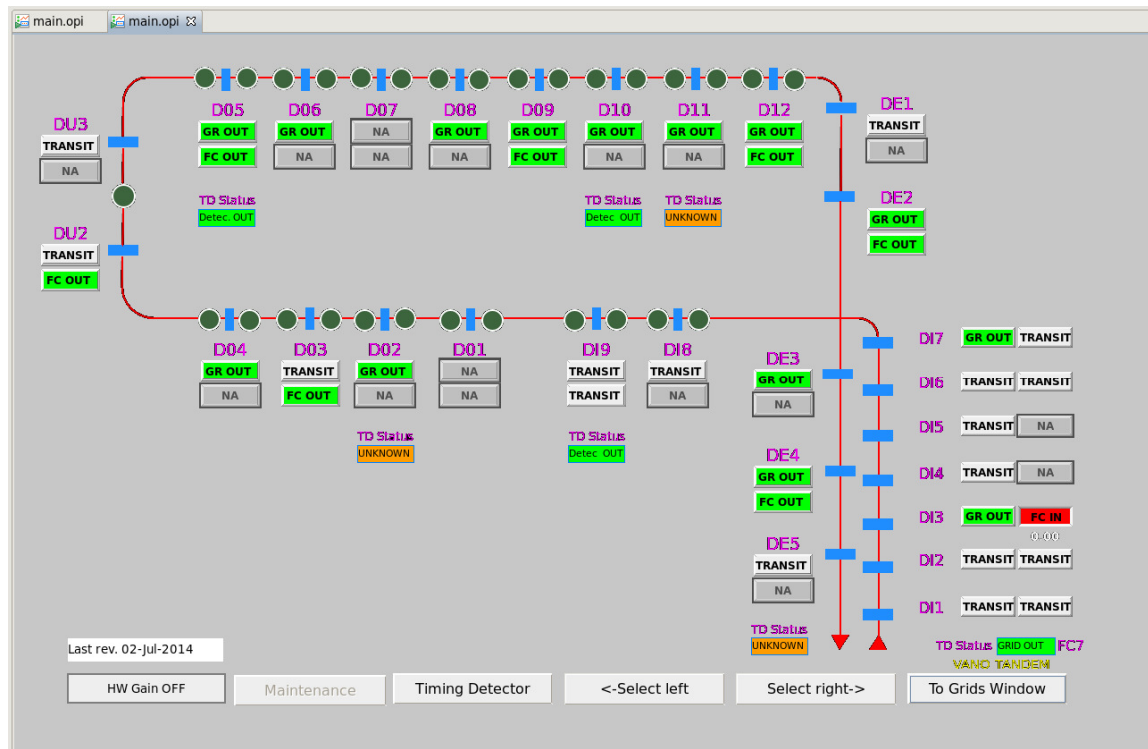 main.opi main.opi
D05 D06 D07 D08 D09 D10 D11 D12 DE1
GR OUT GR OUT NA GR OUT GR OUT GR OUT GR OUT GR OUT TRANSIT
FC OUT NA NA NA FC OUT NA NA FC OUT NA
DU3
TRANSIT
NA
TD Status TD Status TD Status DE2
Detec. OUT Detec OUT UNKNOWN GR OUT
FC OUT
DU2
TRANSIT
FC OUT
D04 D03 D02 D01 DI9 DI8
GR OUT TRANSIT GR OUT NA TRANSIT TRANSIT
NA FC OUT NA NA TRANSIT NA
TD Status TD Status
UNKNOWN Detec OUT
DE3
GR OUT
NA
DE4
GR OUT
FC OUT
DE5
TRANSIT
NA
TD Status
UNKNOWN
DI7 GR OUT TRANSIT
DI6 TRANSIT TRANSIT
DI5 TRANSIT NA
DI4 TRANSIT NA
DI3 GR OUT FC IN
0.00
DI2 TRANSIT TRANSIT
DI1 TRANSIT TRANSIT
TD Status GRID OUT FC7
VANO TANDEM
Last rev. 02-Jul-2014
HW Gain OFF Maintenance Timing Detector <-Select left Select right-> To Grids Window